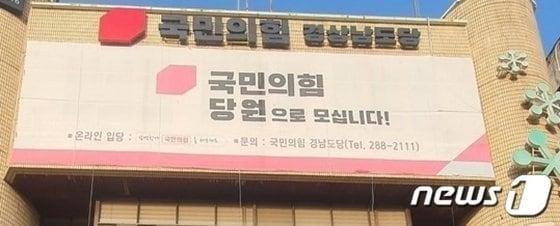 국민의힘 경상남도당
국민의힘
당원으로 모십니다!
• 온라인 입당 : 국민의힘 • 문의 : 국민의힘 경남도당(Tel. 288-2111)
news1